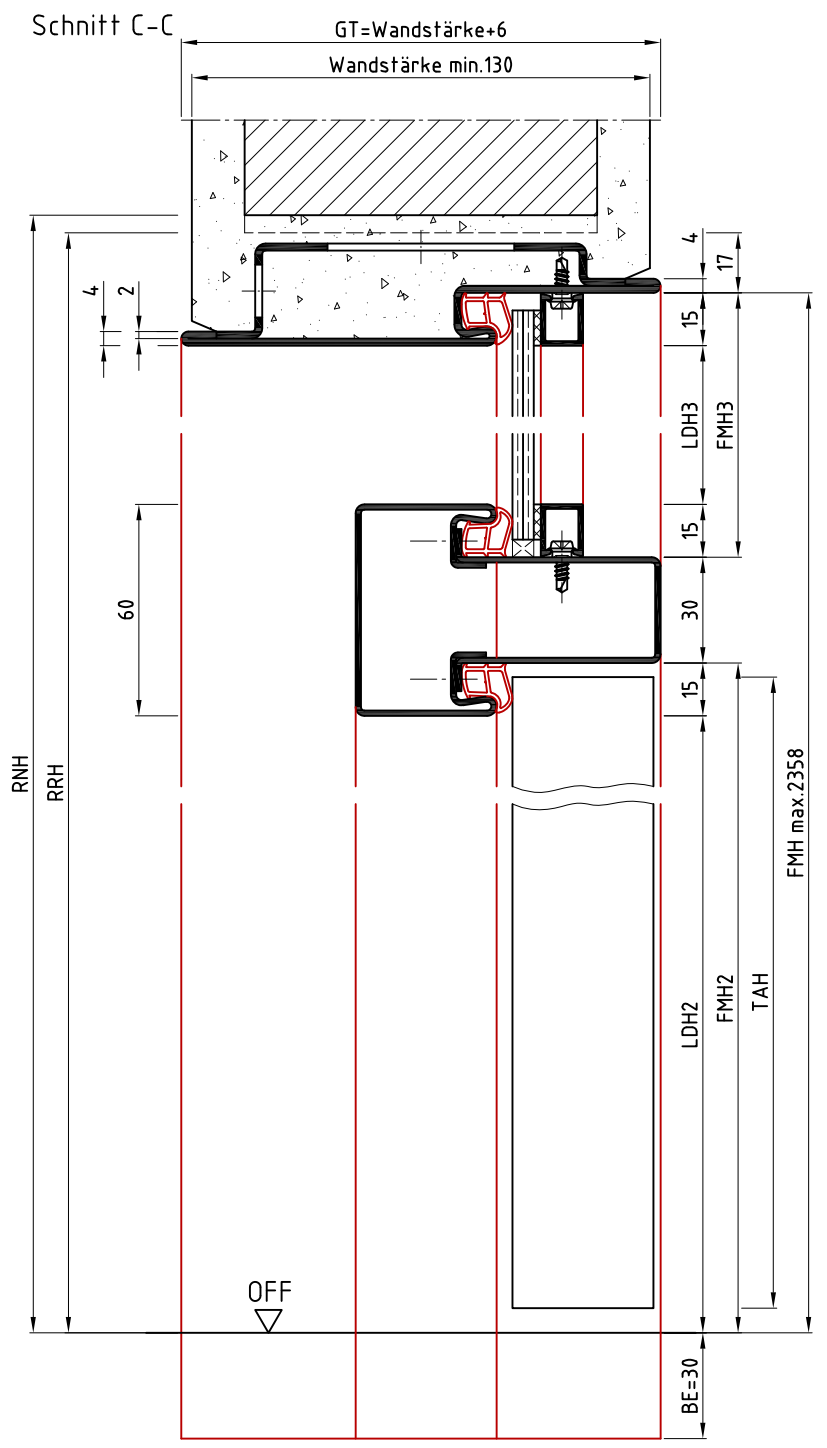 Schnitt C-C
GT=Wandstärke+6
Wandstärke min.130
4
17
4
2
15
LDH3
FMH3
15
60
30
15
RNH
RRH
FMH max.2358
LDH2
FMH2
TAH
OFF
BE=30